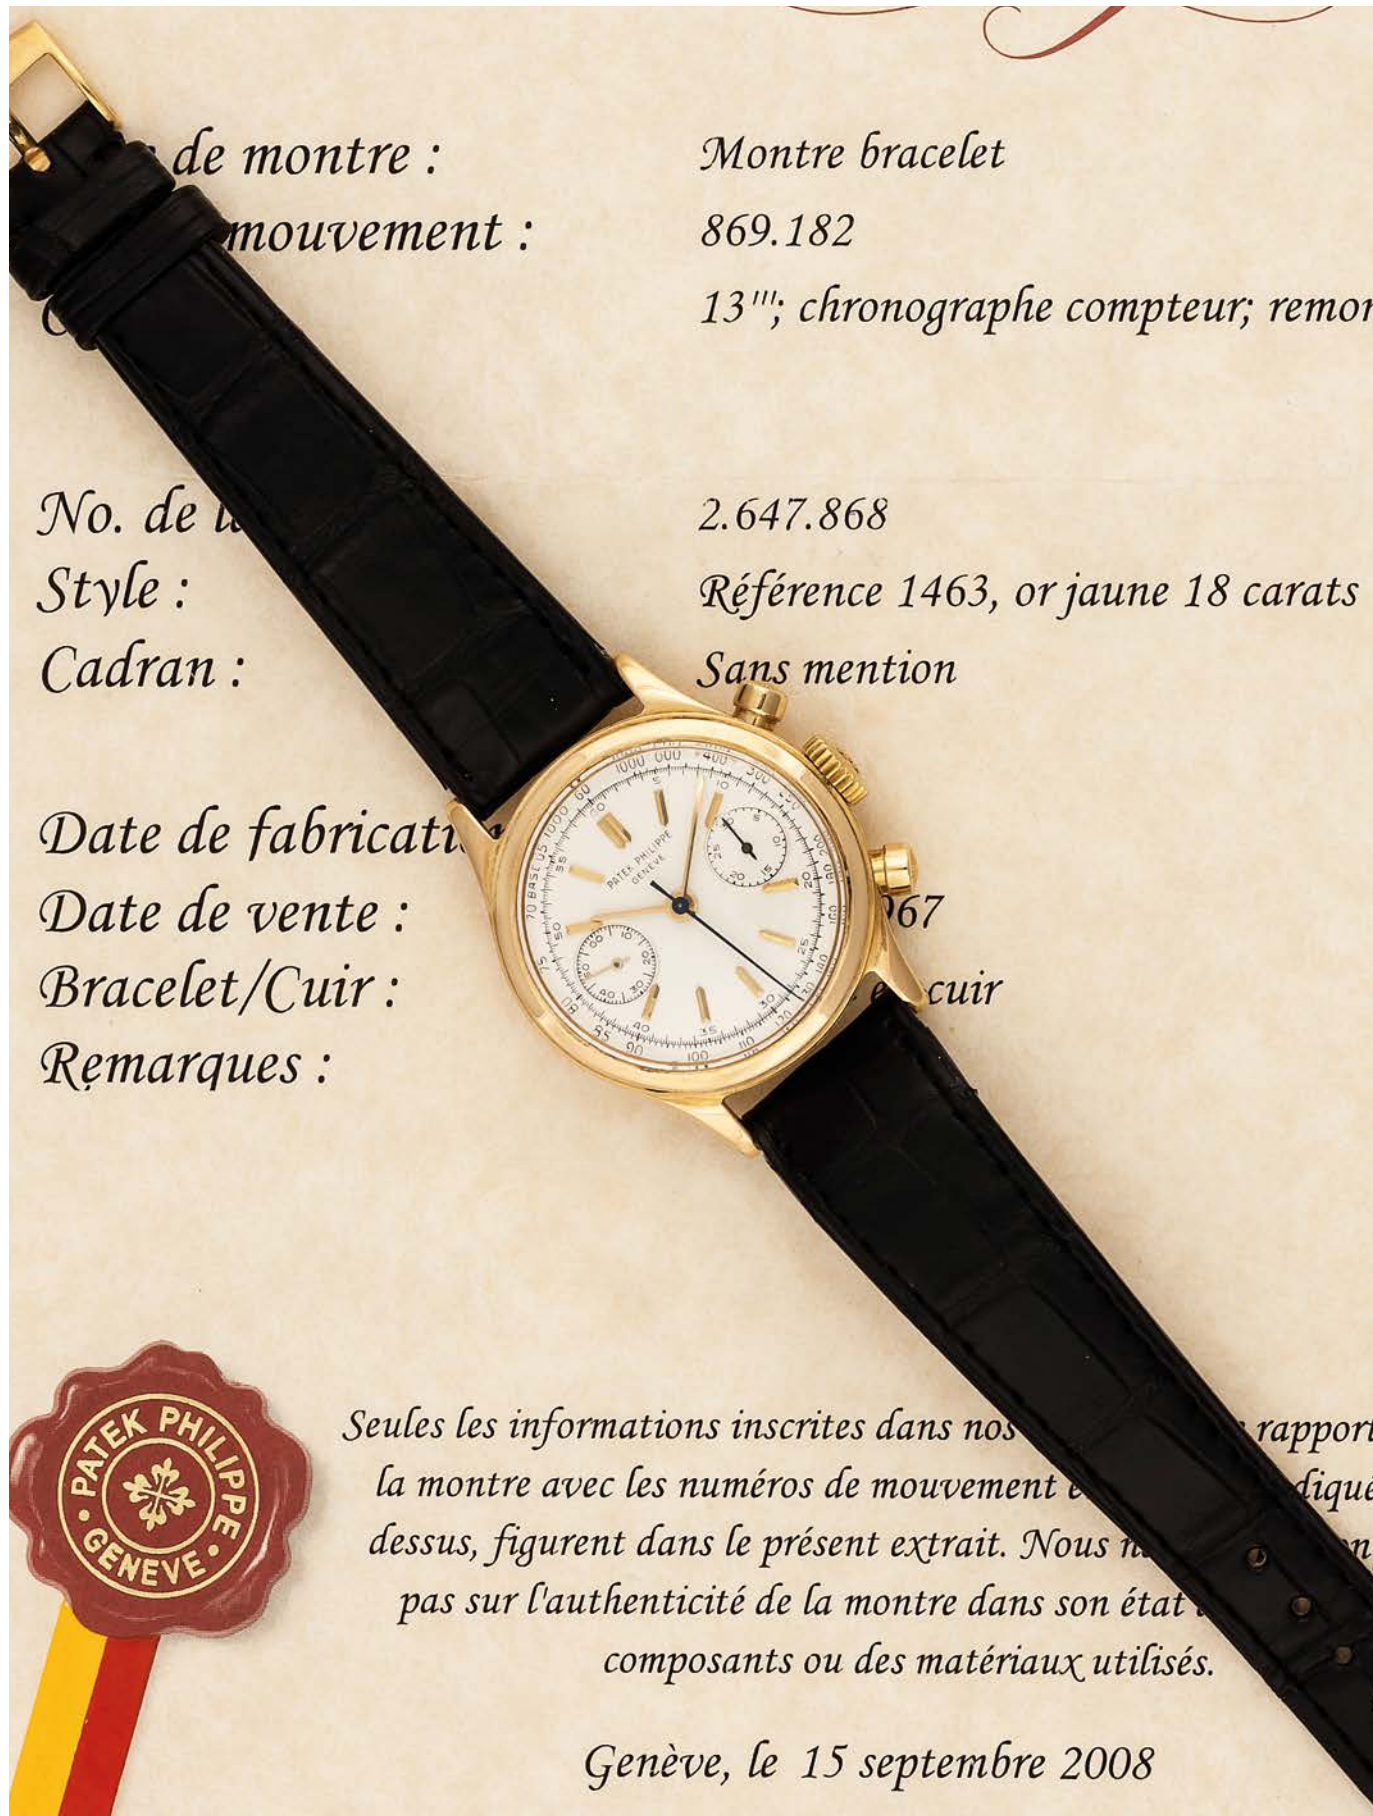 de montre : Montre bracelet
mouvement : 869.182
13'''; chronographe compteur; remon
No. de
2.647.868
Style : Référence 1463, or jaune 18 carats
Cadran : Sans mention
Date de fabricati
Date de vente : 967
Bracelet/Cuir : cuir
Remarques :
PATEK PHILIPPE
GENEVE
PATEK PHILIPPE
GENEVE
Seules les informations inscrites dans nos rapport
la montre avec les numéros de mouvement e diqué
dessus, figurent dans le présent extrait. Nous n on
pas sur l'authenticité de la montre dans son état
composants ou des matériaux utilisés.
Genève, le 15 septembre 2008